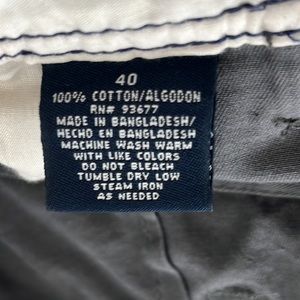 40
100% COTTON/ALGODON
RN# 93677
MADE IN BANGLADESH/
HECHO EN BANGLADESH
MACHINE WASH WARM
WITH LIKE COLORS
DO NOT BLEACH
TUMBLE DRY LOW
STEAM IRON
AS NEEDED